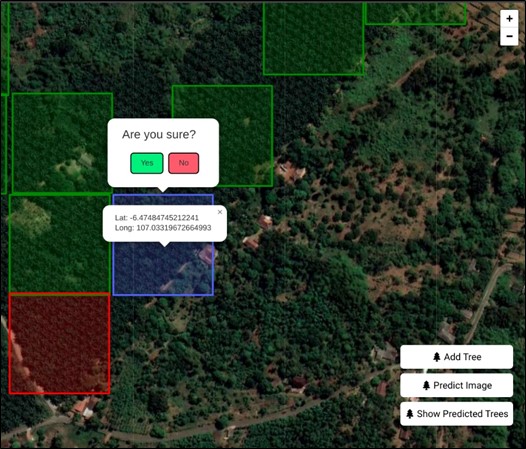 +
−
Are you sure?
Yes
No
×
Lat: -6.47484745212241
Long: 107.03319672664993
Add Tree
Predict Image
Show Predicted Trees